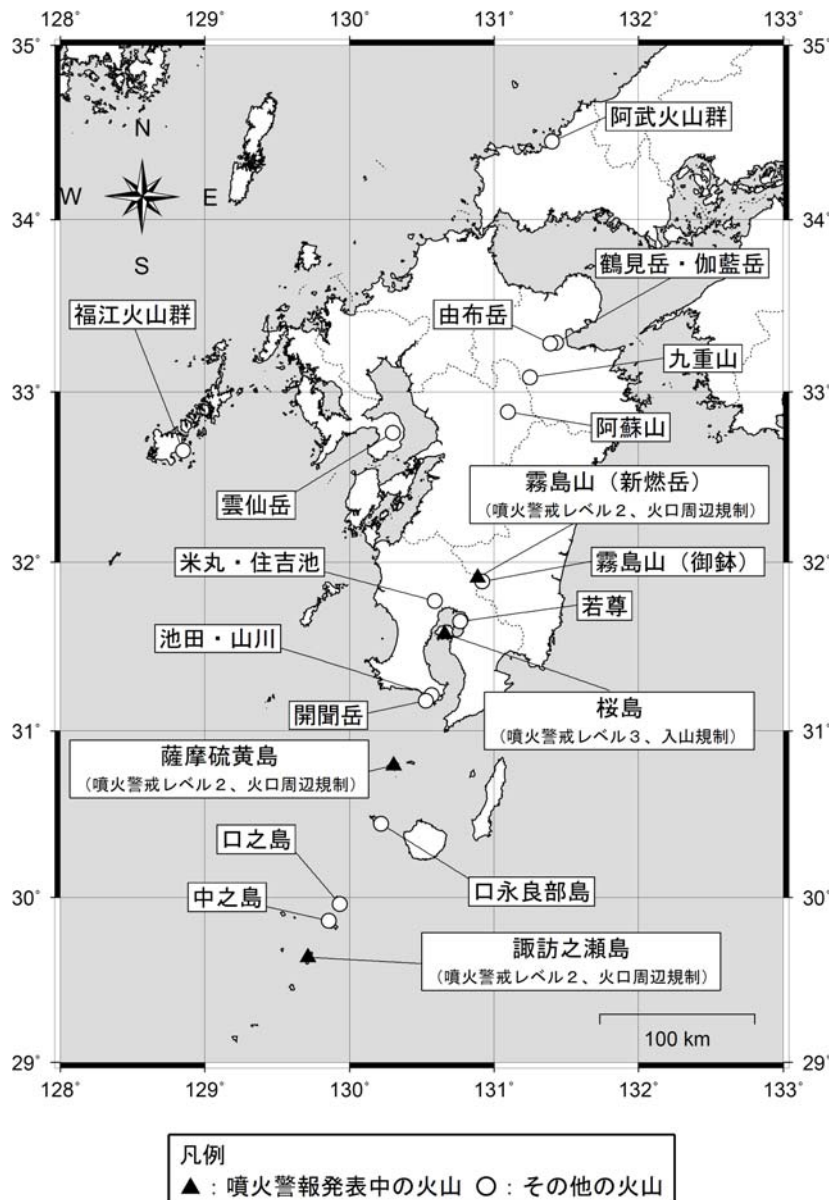 128°
129°
130°
131°
132°
133°
35°
阿武火山群
N
W
E
34°
S
鶴見岳・伽藍岳
福江火山群
由布岳
九重山
33°
阿蘇山
霧島山（新燃岳）
（噴火警戒レベル２、火口周辺規制）
雲仙岳
32°
米丸・住吉池
霧島山（御鉢）
若尊
池田・山川
開聞岳
桜島
（噴火警戒レベル３、入山規制）
31°
薩摩硫黄島
（噴火警戒レベル２、火口周辺規制）
口之島
口永良部島
中之島
30°
諏訪之瀬島
（噴火警戒レベル２、火口周辺規制）
100 km
29°
128°
129°
130°
131°
132°
133°
凡例
▲：噴火警報発表中の火山 ○：その他の火山